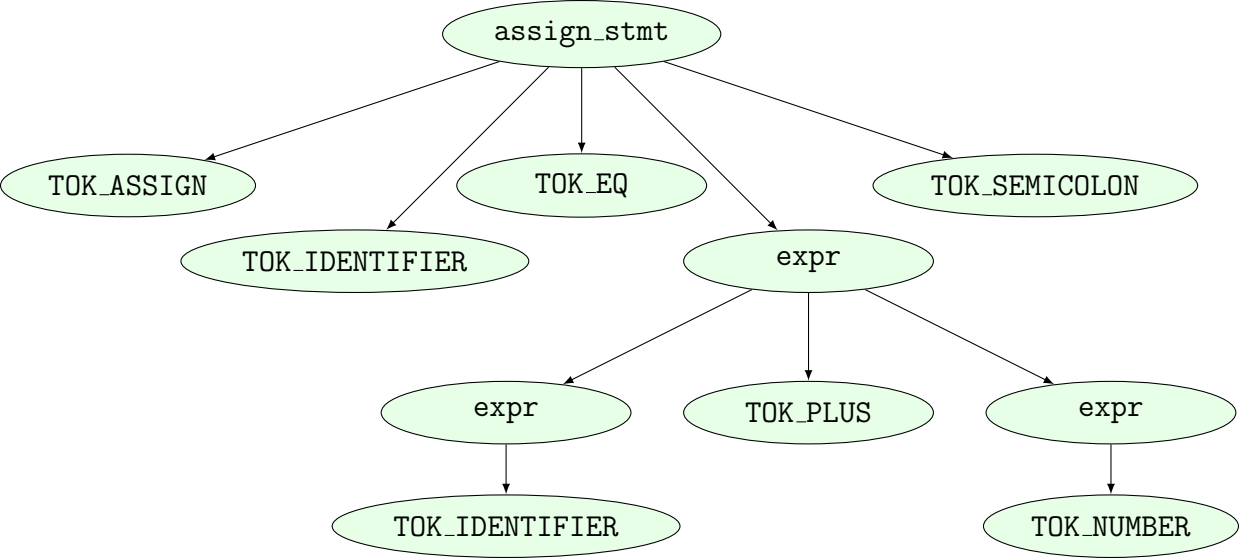 assign_stmt
TOK_ASSIGN
TOK_EQ
TOK_SEMICOLON
TOK_IDENTIFIER
expr
expr
TOK_PLUS
expr
TOK_IDENTIFIER
TOK_NUMBER